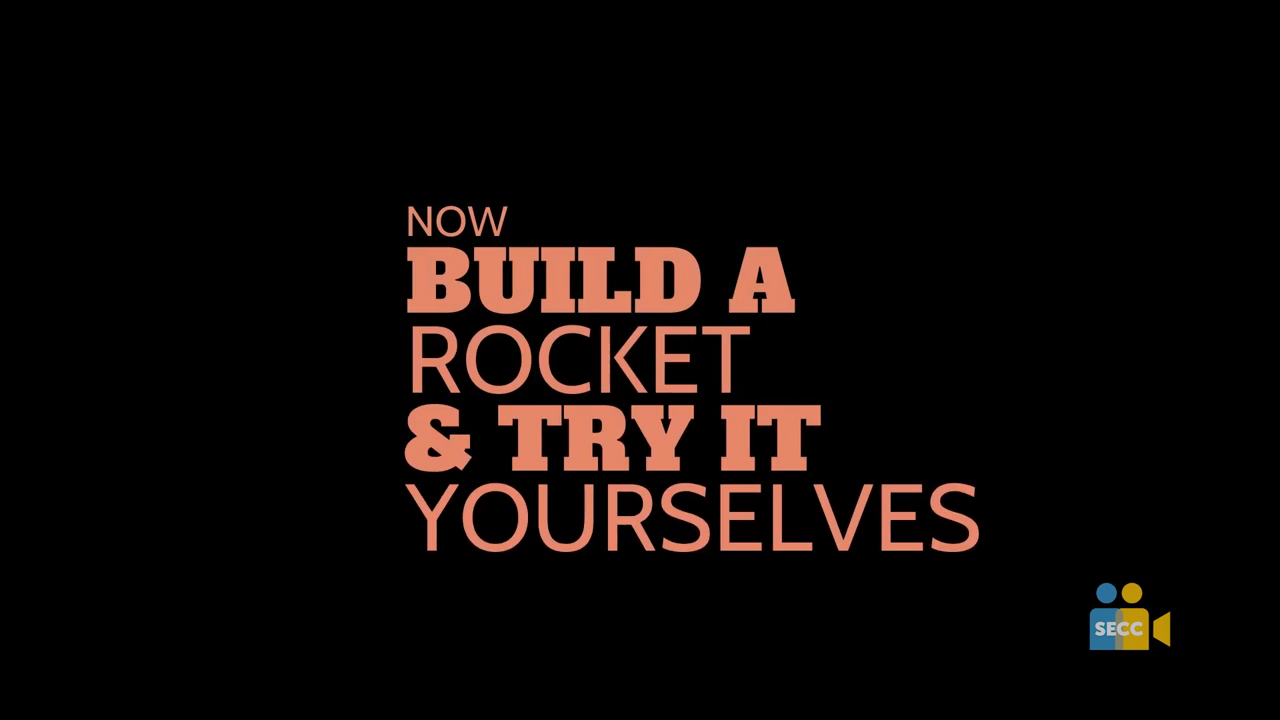 NOW
BUILD A
ROCKET
& TRY IT
YOURSELVES
SECC